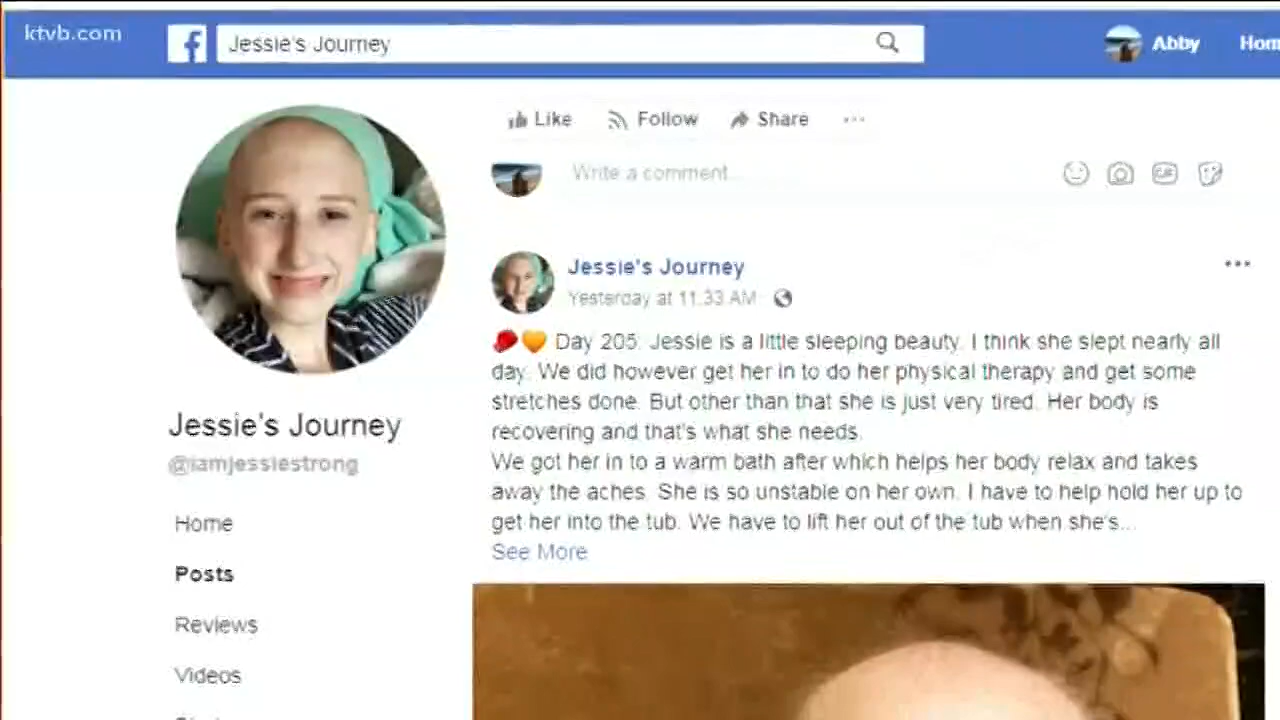 ktvb.com
Jessie's Journey
Abby
Hom
Like
Follow
Share
Write a comment...
Jessie's Journey
Yesterday at 11:33 AM
Day 205: Jessie is a little sleeping beauty. I think she slept nearly all
day. We did however get her in to do her physical therapy and get some
stretches done. But other than that she is just very tired. Her body is
recovering and that's what she needs.
We got her in to a warm bath after which helps her body relax and takes
away the aches. She is so unstable on her own. I have to help hold her up to
get her into the tub. We have to lift her out of the tub when she's...
See More
Jessie's Journey
@iamjessiestrong
Home
Posts
Reviews
Videos